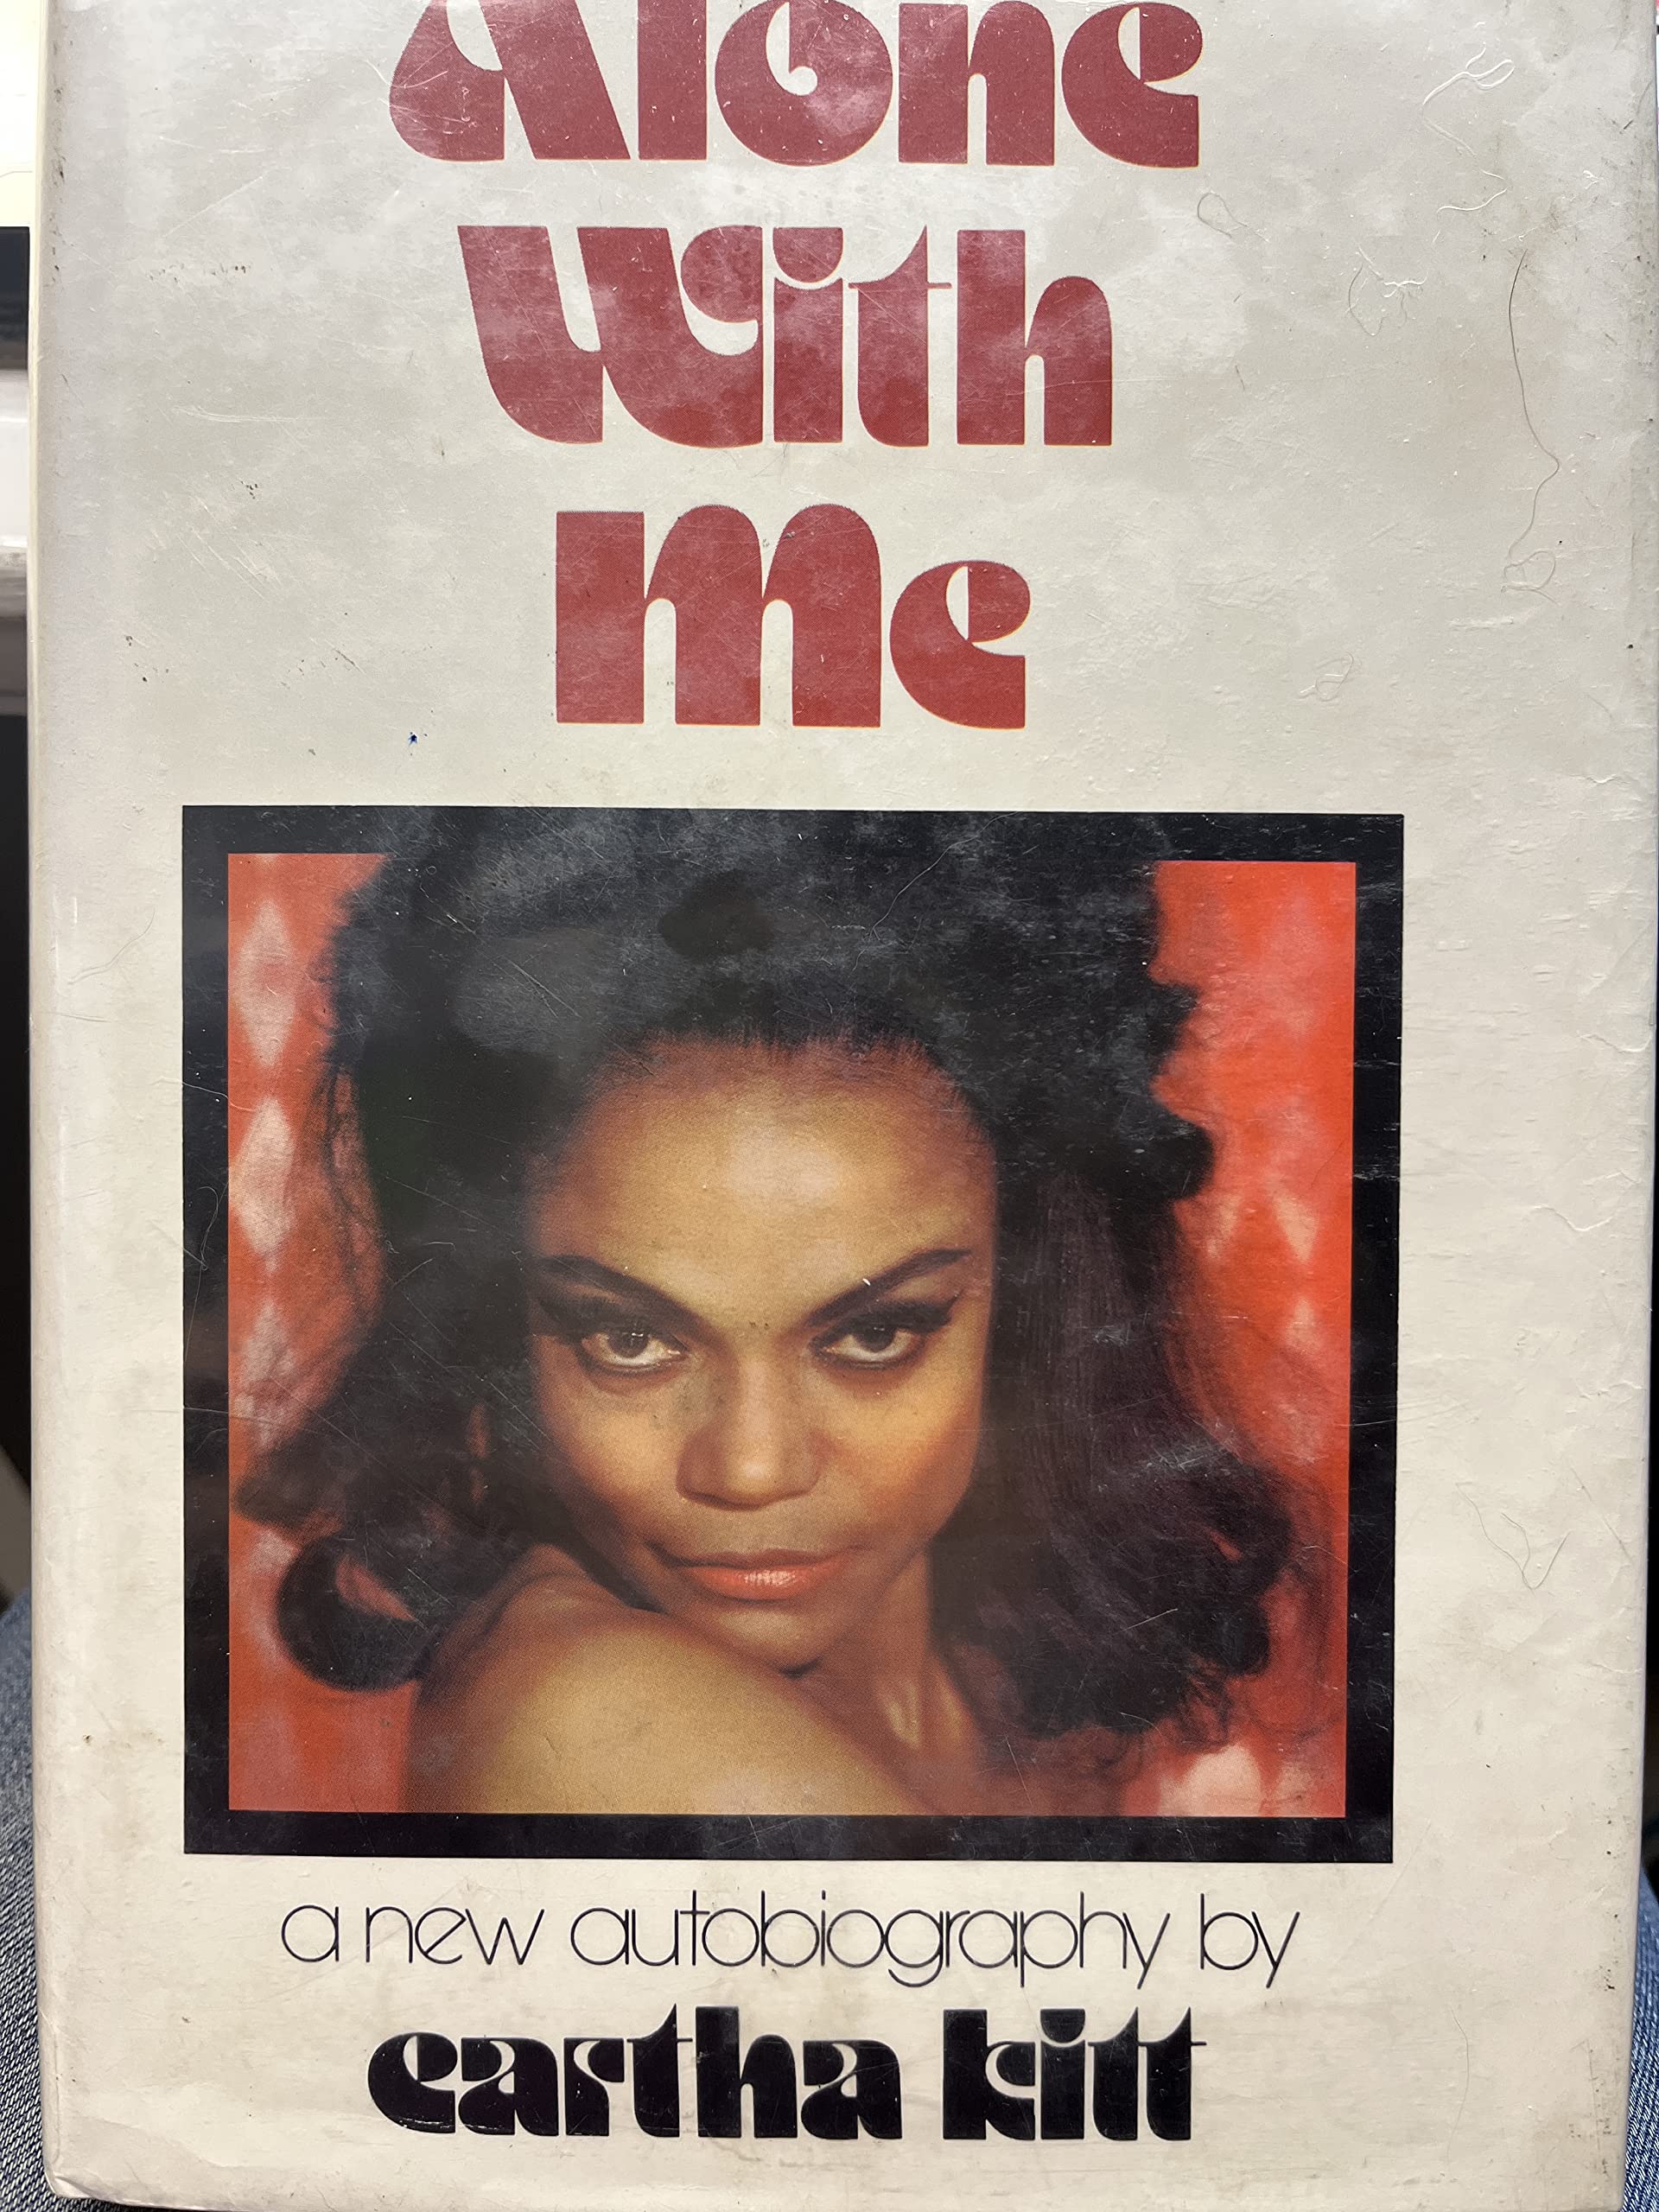 Alone
With
Me
a new autobiography by
eartha kitt